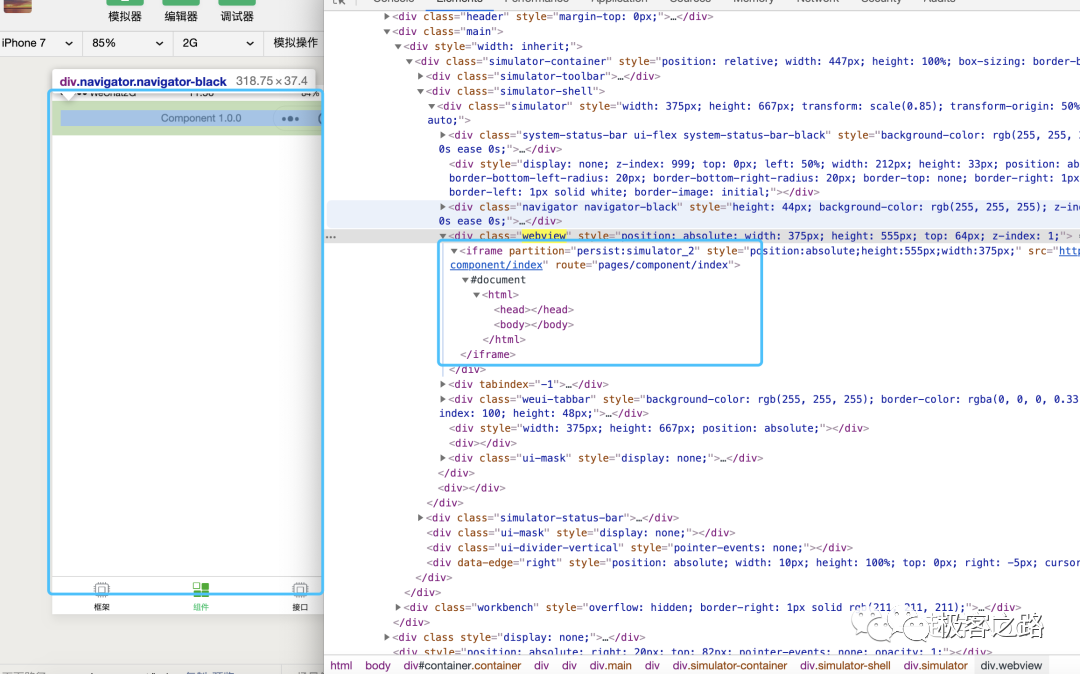 模拟器 编辑器 调试器
iPhone 7 85% 2G 模拟操作
div.navigator.navigator-black 318.75 × 37.4
WeChat2G 11:58 84%
Component 1.0.0
框架 组件 接口
Console Elements Performance Application Sources Memory Network Security Audits
<div class="header" style="margin-top: 0px;">…</div>
<div class="main">
<div style="width: inherit;">
<div class="simulator-container" style="position: relative; width: 447px; height: 100%; box-sizing: border-b
<div class="simulator-toolbar">…</div>
<div class="simulator-shell">
<div class="simulator" style="width: 375px; height: 667px; transform: scale(0.85); transform-origin: 50%
auto;">
<div class="system-status-bar ui-flex system-status-bar-black" style="background-color: rgb(255, 255,
0s ease 0s;">…</div>
<div style="display: none; z-index: 999; top: 0px; left: 50%; width: 212px; height: 33px; position: ab
border-bottom-left-radius: 20px; border-bottom-right-radius: 20px; border-top: none; border-right: 1px
border-left: 1px solid white; border-image: initial;"></div>
<div class="navigator navigator-black" style="height: 44px; background-color: rgb(255, 255, 255); z-in
0s ease 0s;">…</div>
<div class="webview" style="position: absolute; width: 375px; height: 555px; top: 64px; z-index: 1;">
<iframe partition="persist:simulator_2" style="position:absolute;height:555px;width:375px;" src="http
component/index" route="pages/component/index">
#document
<html>
<head></head>
<body></body>
</html>
</iframe>
</div>
<div tabindex="-1">…</div>
<div class="weui-tabbar" style="background-color: rgb(255, 255, 255); border-color: rgba(0, 0, 0, 0.33
index: 100; height: 48px;">…</div>
<div style="width: 375px; height: 667px; position: absolute;"></div>
<div></div>
<div class="ui-mask" style="display: none;">…</div>
</div>
<div></div>
</div>
<div class="simulator-status-bar">…</div>
<div class="ui-mask" style="display: none;"></div>
<div class="ui-divider-vertical" style="pointer-events: none;"></div>
<div data-edge="right" style="position: absolute; width: 10px; height: 100%; top: 0px; right: -5px; cursor
</div>
</div>
<div class="workbench" style="overflow: hidden; border-right: 1px solid rgb(211, 211, 211);">…</div>
</div>
<div class style="display: none;">…</div>
<div style="position: absolute; right: 20px; top: 82px; pointer-events: none; opacity: 1;"></div>
极客之路
html body div#container.container div div div.main div div.simulator-container div.simulator-shell div.simulator div.webview